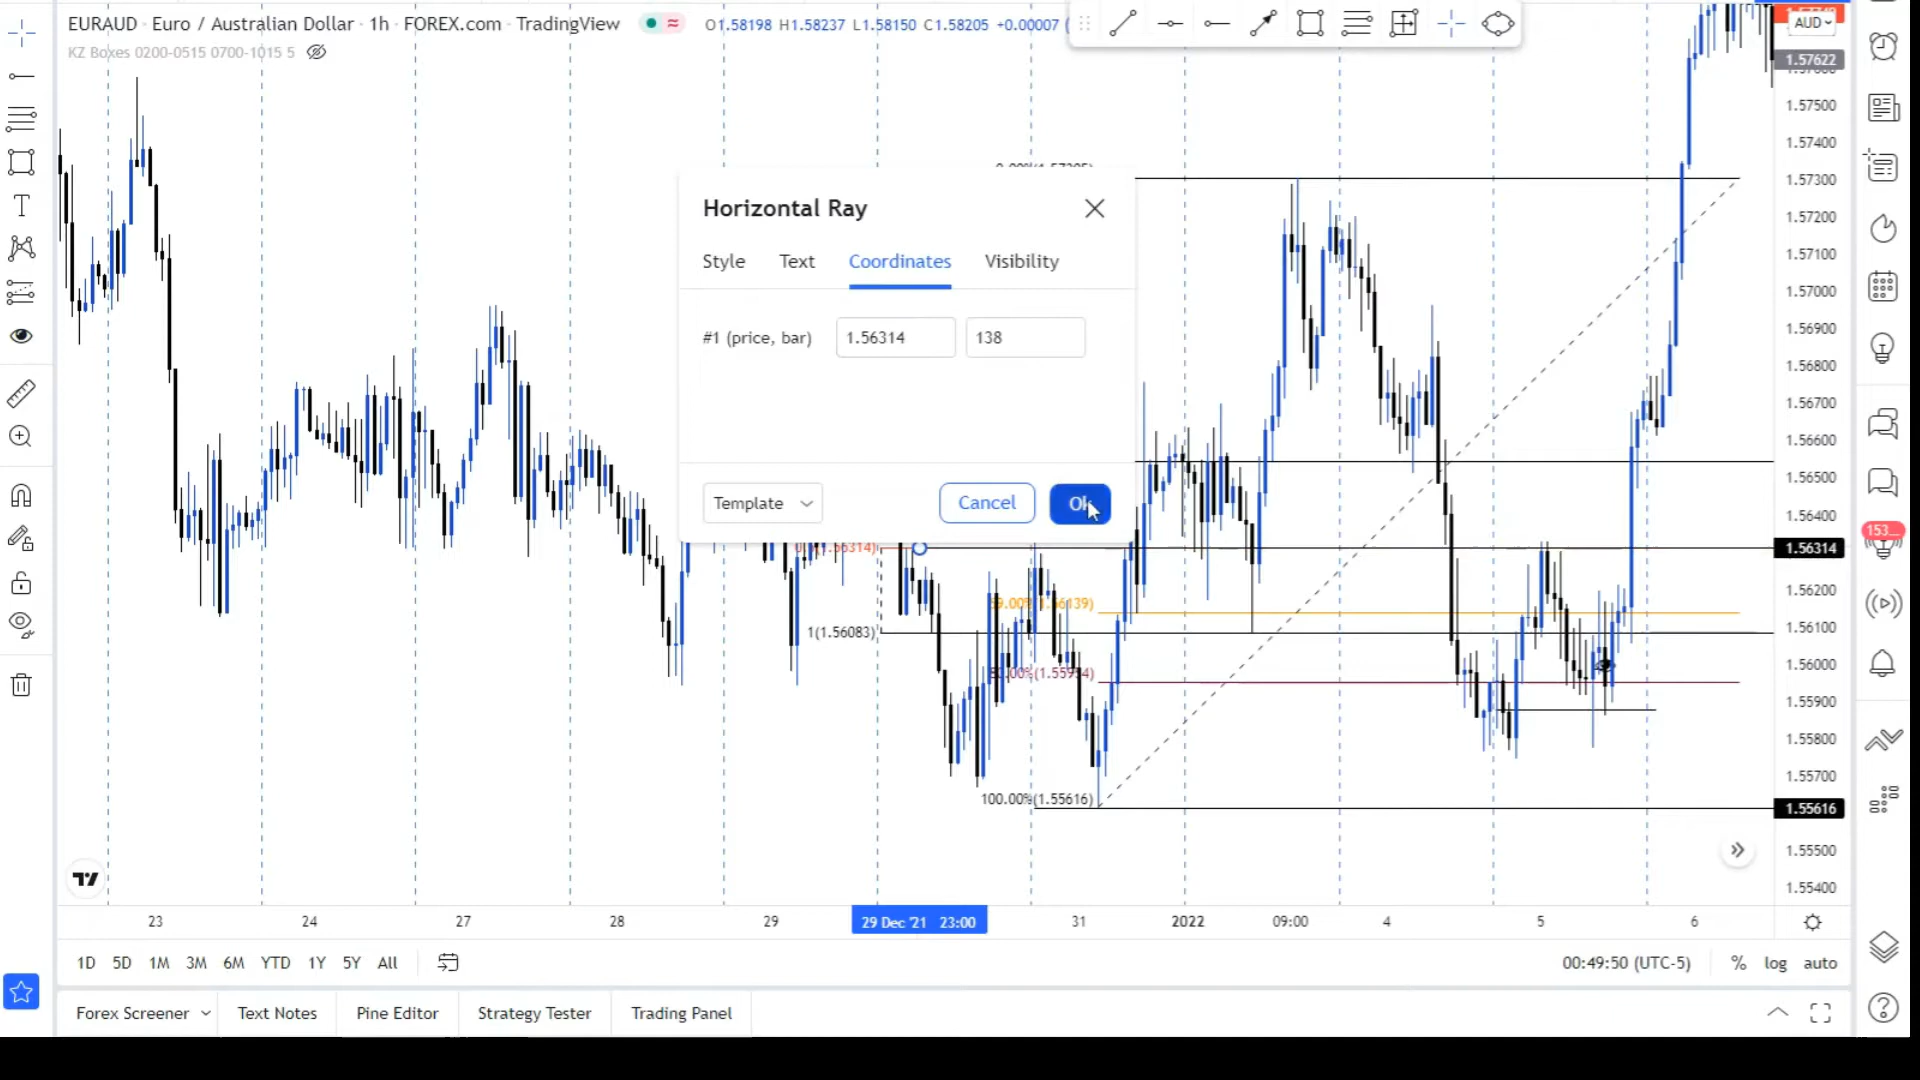 EURAUD · Euro / Australian Dollar · 1h · FOREX.com · TradingView
O1.58198 H1.58237 L1.58150 C1.58205 +0.00007 (
KZ Boxes 0200-0515 0700-1015 5
AUD
1.57622
1.57500
1.57400
1.57300
1.57200
1.57100
1.57000
1.56900
1.56800
1.56700
1.56600
1.56500
1.56400
1.56314
1.56200
1.56100
1.56000
1.55900
1.55800
1.55700
1.55616
1.55500
1.55400
Horizontal Ray
Style Text Coordinates Visibility
#1 (price, bar) 1.56314 138
Template Cancel Ok
1(1.56083)
100.00%(1.55616)
153...
T
23 24 27 28 29 29 Dec '21 23:00 31 2022 09:00 4 5 6
1D 5D 1M 3M 6M YTD 1Y 5Y All
00:49:50 (UTC-5) % log auto
Forex Screener Text Notes Pine Editor Strategy Tester Trading Panel